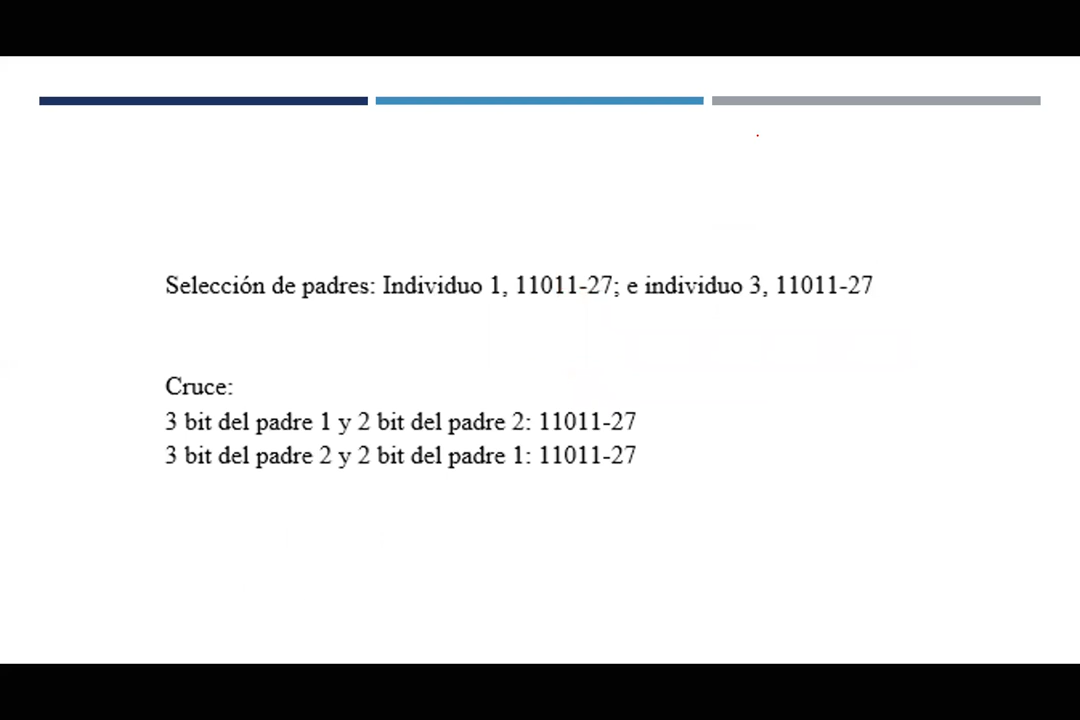 Selección de padres: Individuo 1, 11011-27; e individuo 3, 11011-27
Cruce:
3 bit del padre 1 y 2 bit del padre 2: 11011-27
3 bit del padre 2 y 2 bit del padre 1: 11011-27